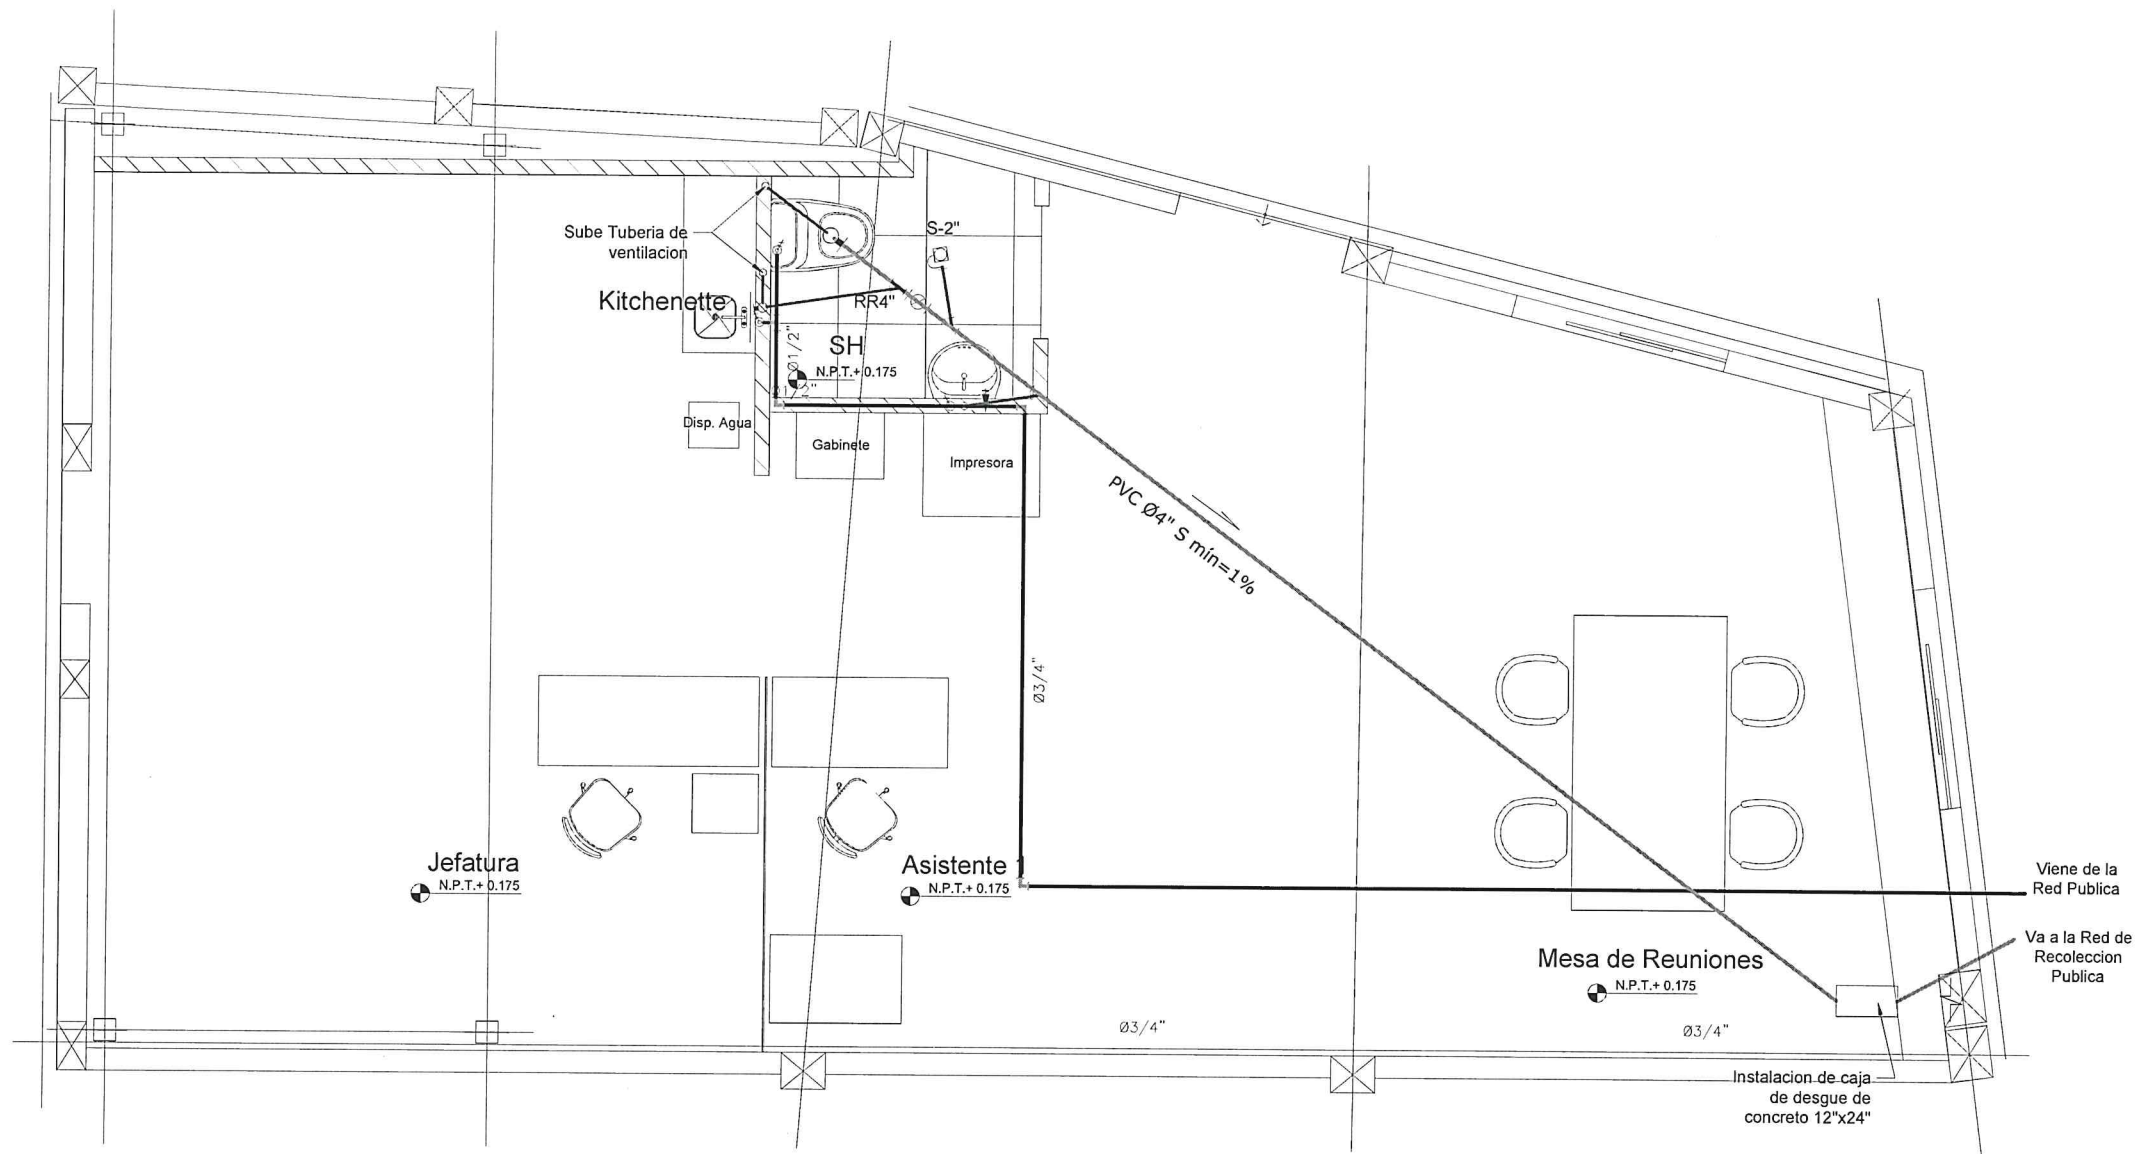 S-2"
Sube Tuberia de
ventilacion
Kitchenette
RR4"
Ø1/2"
SH
N.P.T.+ 0.175
Disp. Agua
Gabinete
Impresora
PVC Ø4" S mín=1%
Ø3/4"
Jefatura
N.P.T.+ 0.175
Asistente 1
N.P.T.+ 0.175
Viene de la
Red Publica
Va a la Red de
Recoleccion
Publica
Mesa de Reuniones
N.P.T.+ 0.175
Ø3/4"
Ø3/4"
Instalacion de caja
de desgue de
concreto 12"x24"